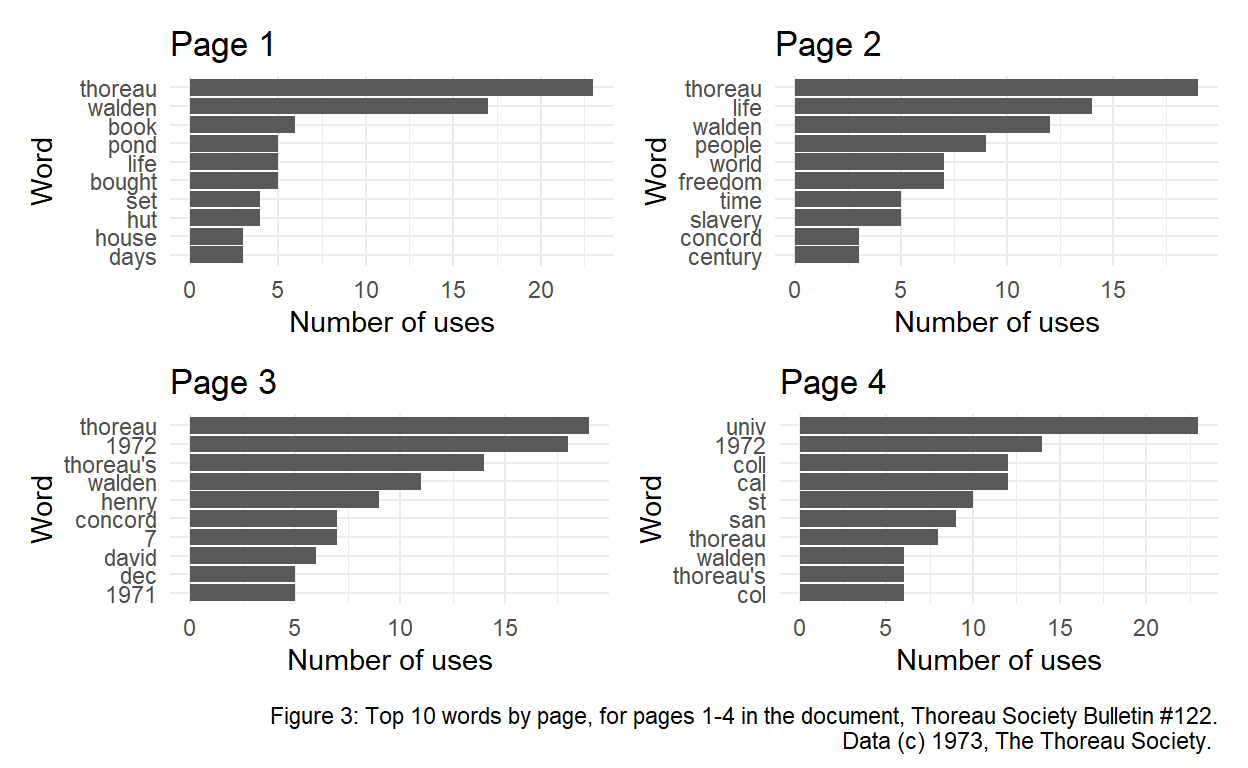 Page 1
Word
thoreau
walden
book
pond
life
bought
set
hut
house
days
0 5 10 15 20
Number of uses
Page 2
Word
thoreau
life
walden
people
world
freedom
time
slavery
concord
century
0 5 10 15
Number of uses
Page 3
Word
thoreau
1972
thoreau's
walden
henry
concord
7
david
dec
1971
0 5 10 15
Number of uses
Page 4
Word
univ
1972
coll
cal
st
san
thoreau
walden
thoreau's
col
0 5 10 15 20
Number of uses
Figure 3: Top 10 words by page, for pages 1-4 in the document, Thoreau Society Bulletin #122.
Data (c) 1973, The Thoreau Society.